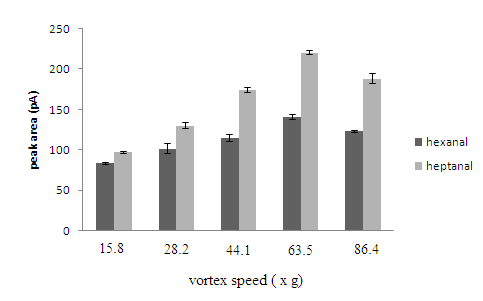 250
200
150
100
50
0
peak area (pA)
15.8 28.2 44.1 63.5 86.4
vortex speed ( x g)
hexanal
heptanal